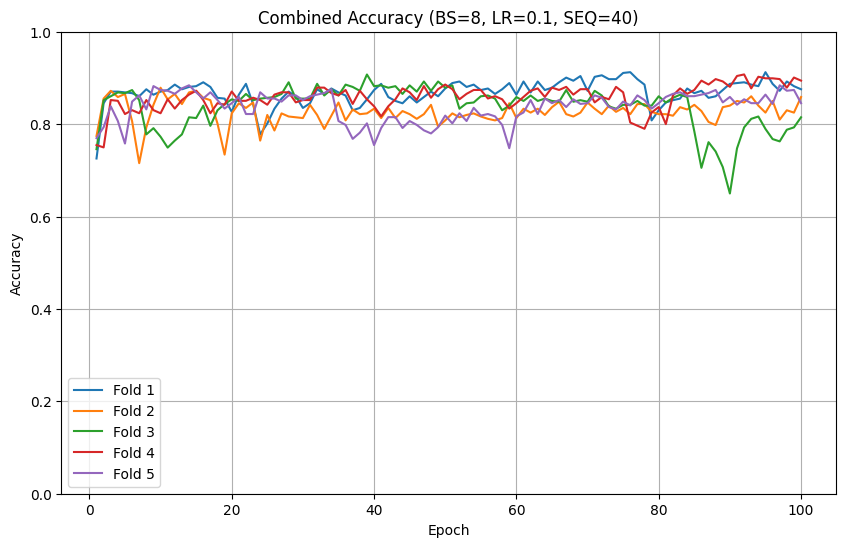 Combined Accuracy (BS=8, LR=0.1, SEQ=40)
1.0
0.8
0.6
0.4
0.2
0.0
Accuracy
Fold 1
Fold 2
Fold 3
Fold 4
Fold 5
0 20 40 60 80 100
Epoch